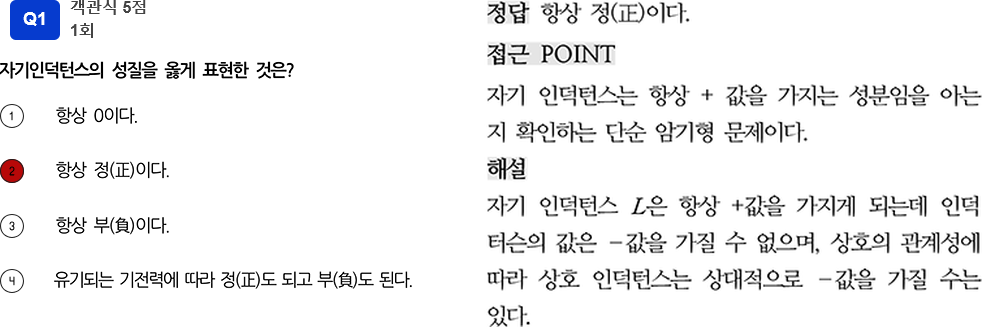 Q1
객관식 5점
1회
자기인덕턴스의 성질을 옳게 표현한 것은?
1 항상 0이다.
2 항상 정(正)이다.
3 항상 부(負)이다.
4 유기되는 기전력에 따라 정(正)도 되고 부(負)도 된다.
정답 항상 정(正)이다.
접근 POINT
자기 인덕턴스는 항상 + 값을 가지는 성분임을 아는
지 확인하는 단순 암기형 문제이다.
해설
자기 인덕턴스 L은 항상 +값을 가지게 되는데 인덕
터슨의 값은 -값을 가질 수 없으며, 상호의 관계성에
따라 상호 인덕턴스는 상대적으로 -값을 가질 수는
있다.